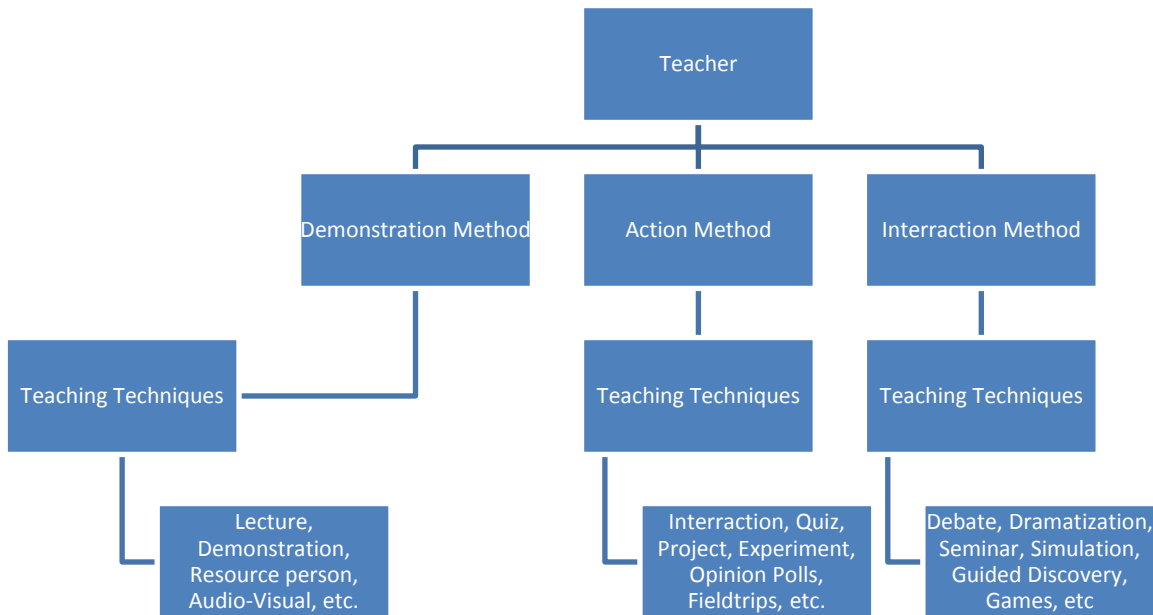 Teacher
Demonstration Method
Action Method
Interraction Method
Teaching Techniques
Teaching Techniques
Teaching Techniques
Lecture,
Demonstration,
Resource person,
Audio-Visual, etc.
Interraction, Quiz,
Project, Experiment,
Opinion Polls,
Fieldtrips, etc.
Debate, Dramatization,
Seminar, Simulation,
Guided Discovery,
Games, etc